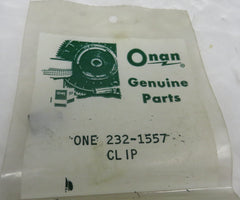 Onan
Genuine
Parts
ONE 232-1557
CLIP